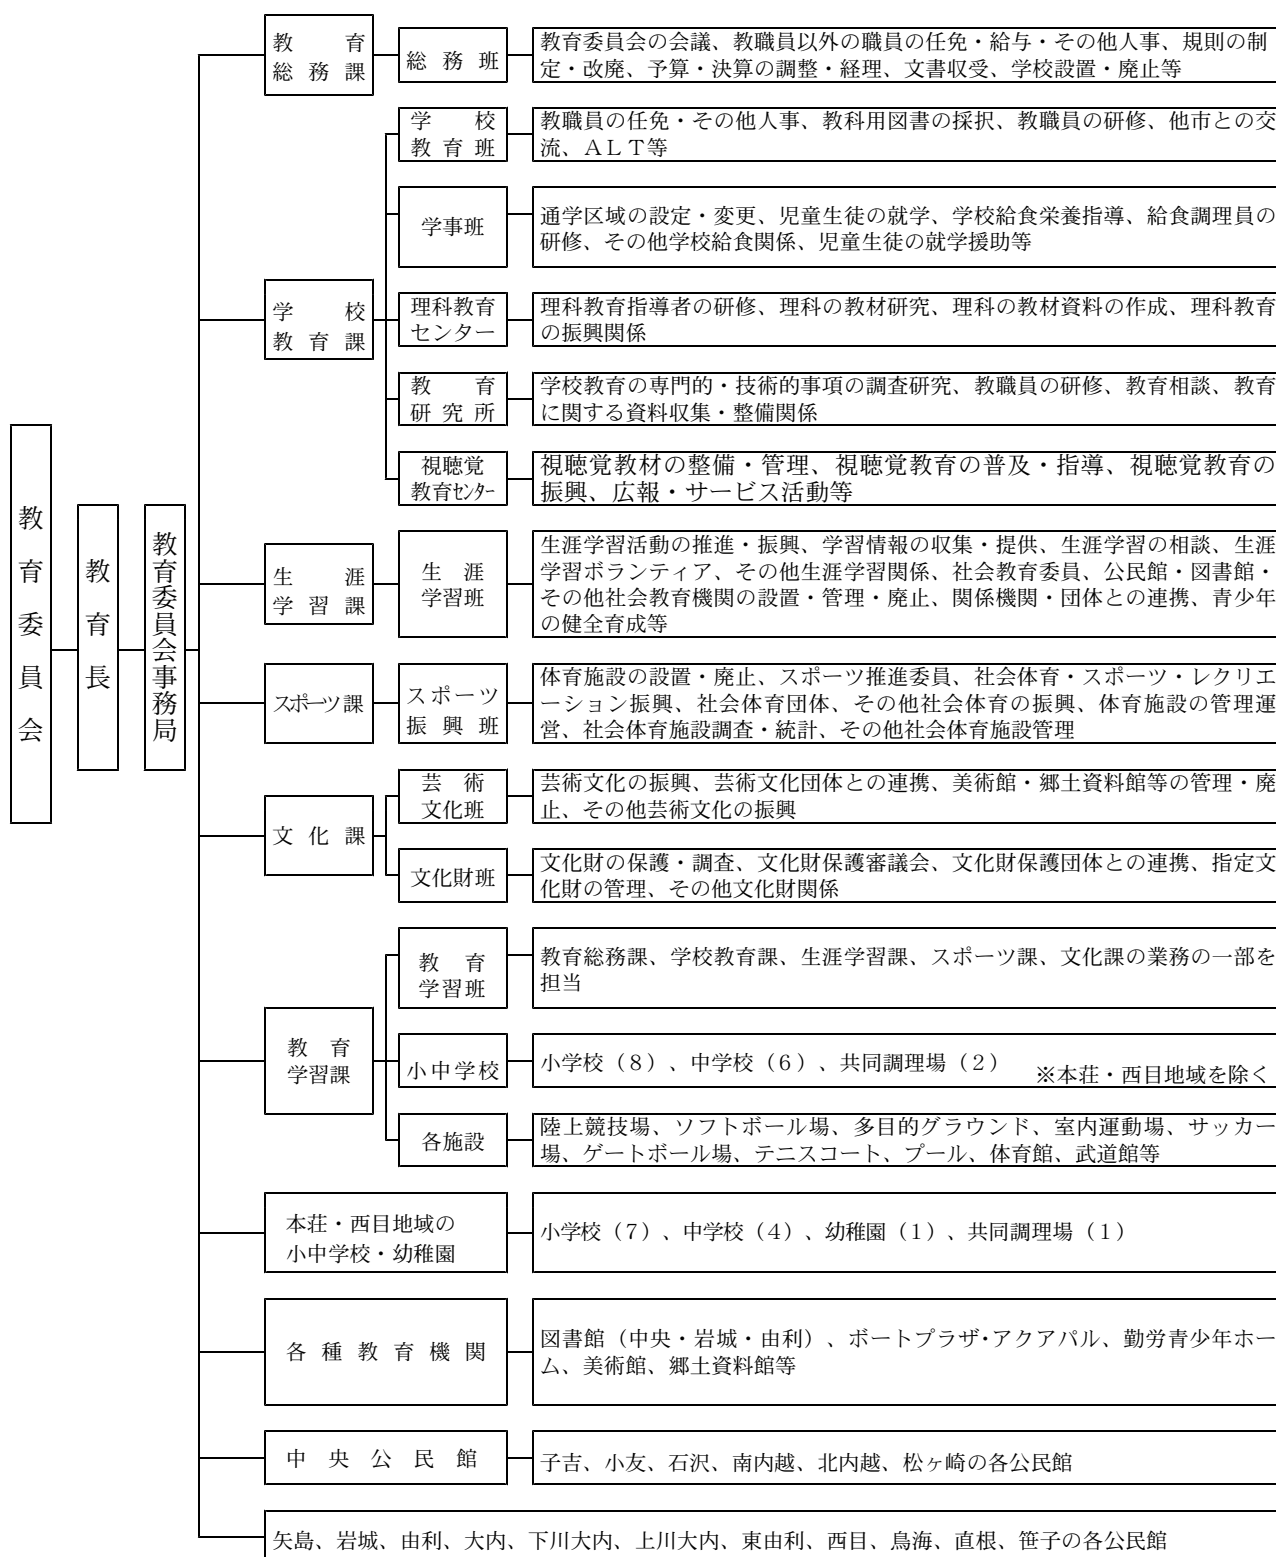 教育委員会
教育長
教育委員会事務局
教育
総務課
総務班
教育委員会の会議、教職員以外の職員の任免・給与・その他人事、規則の制
定・改廃、予算・決算の調整・経理、文書収受、学校設置・廃止等
学校
教育課
学校
教育班
教職員の任免・その他人事、教科用図書の採択、教職員の研修、他市との交
流、ＡＬＴ等
学事班
通学区域の設定・変更、児童生徒の就学、学校給食栄養指導、給食調理員の
研修、その他学校給食関係、児童生徒の就学援助等
理科教育
センター
理科教育指導者の研修、理科の教材研究、理科の教材資料の作成、理科教育
の振興関係
教育
研究所
学校教育の専門的・技術的事項の調査研究、教職員の研修、教育相談、教育
に関する資料収集・整備関係
視聴覚
教育ｾﾝﾀｰ
視聴覚教材の整備・管理、視聴覚教育の普及・指導、視聴覚教育の
振興、広報・サービス活動等
生涯
学習課
生涯
学習班
生涯学習活動の推進・振興、学習情報の収集・提供、生涯学習の相談、生涯
学習ボランティア、その他生涯学習関係、社会教育委員、公民館・図書館・
その他社会教育機関の設置・管理・廃止、関係機関・団体との連携、青少年
の健全育成等
スポーツ課
スポーツ
振興班
体育施設の設置・廃止、スポーツ推進委員、社会体育・スポーツ・レクリエ
ーション振興、社会体育団体、その他社会体育の振興、体育施設の管理運
営、社会体育施設調査・統計、その他社会体育施設管理
文化課
芸術
文化班
芸術文化の振興、芸術文化団体との連携、美術館・郷土資料館等の管理・廃
止、その他芸術文化の振興
文化財班
文化財の保護・調査、文化財保護審議会、文化財保護団体との連携、指定文
化財の管理、その他文化財関係
教育
学習課
教育
学習班
教育総務課、学校教育課、生涯学習課、スポーツ課、文化課の業務の一部を
担当
小中学校
小学校（８）、中学校（６）、共同調理場（２） ※本荘・西目地域を除く
各施設
陸上競技場、ソフトボール場、多目的グラウンド、室内運動場、サッカー
場、ゲートボール場、テニスコート、プール、体育館、武道館等
本荘・西目地域の
小中学校・幼稚園
小学校（７）、中学校（４）、幼稚園（１）、共同調理場（１）
各種教育機関
図書館（中央・岩城・由利）、ボートプラザ・アクアパル、勤労青少年ホー
ム、美術館、郷土資料館等
中央公民館
子吉、小友、石沢、南内越、北内越、松ヶ崎の各公民館
矢島、岩城、由利、大内、下川大内、上川大内、東由利、西目、鳥海、直根、笹子の各公民館